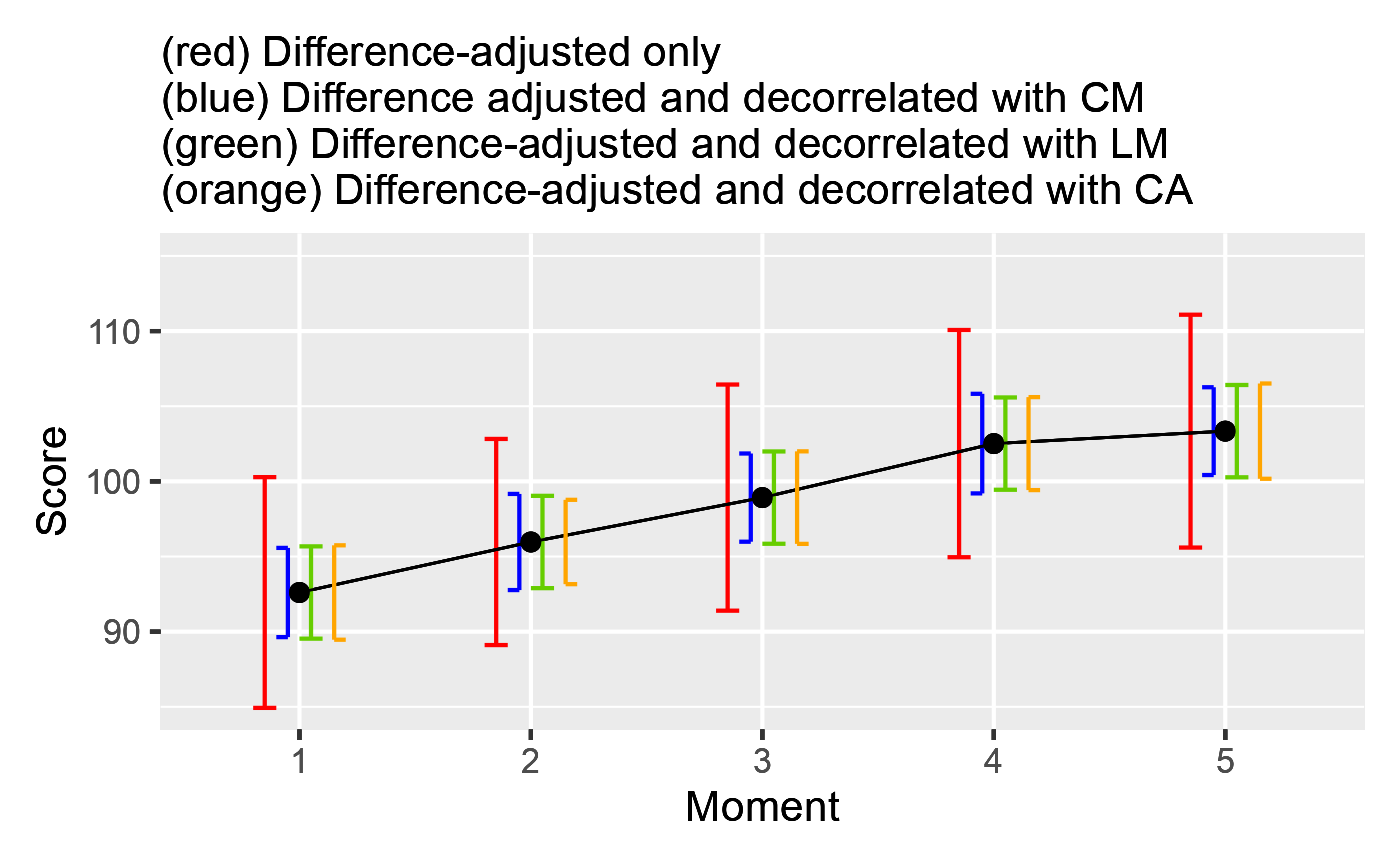 (red) Difference-adjusted only
(blue) Difference adjusted and decorrelated with CM
(green) Difference-adjusted and decorrelated with LM
(orange) Difference-adjusted and decorrelated with CA
110
100
90
Score
1 2 3 4 5
Moment